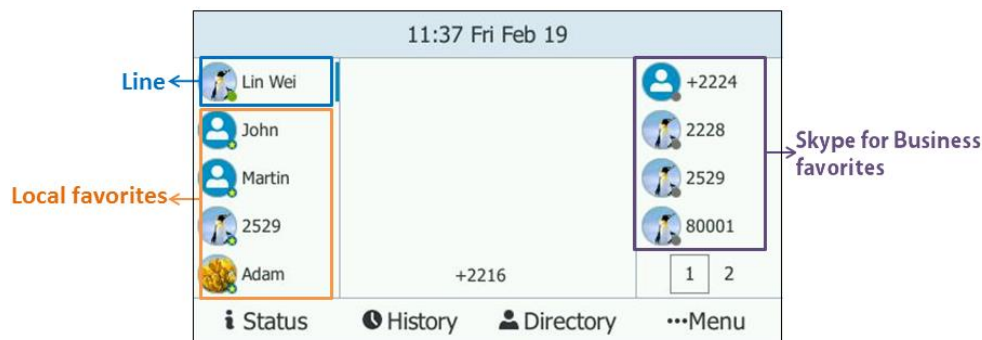 11:37 Fri Feb 19
Line
Lin Wei
John
Martin
Local favorites
2529
Adam
+2216
+2224
2228
2529
80001
Skype for Business
favorites
1 2
Status History Directory Menu